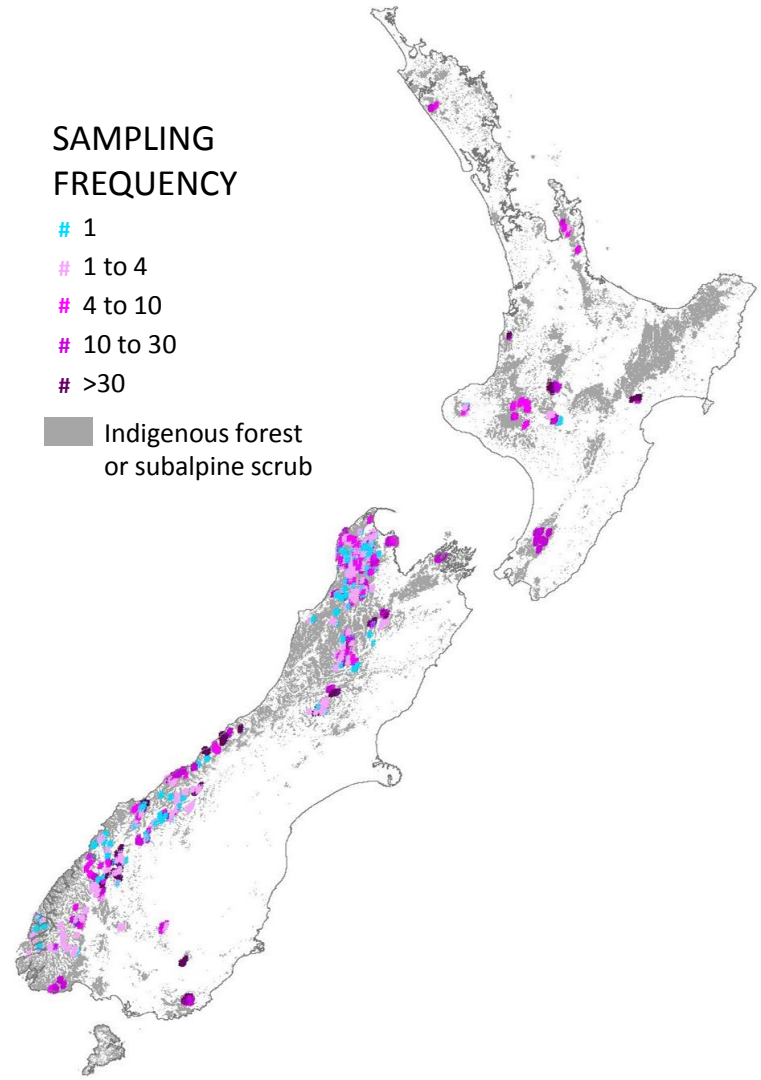 SAMPLING
FREQUENCY
# 1
# 1 to 4
# 4 to 10
# 10 to 30
# >30
Indigenous forest
or subalpine scrub